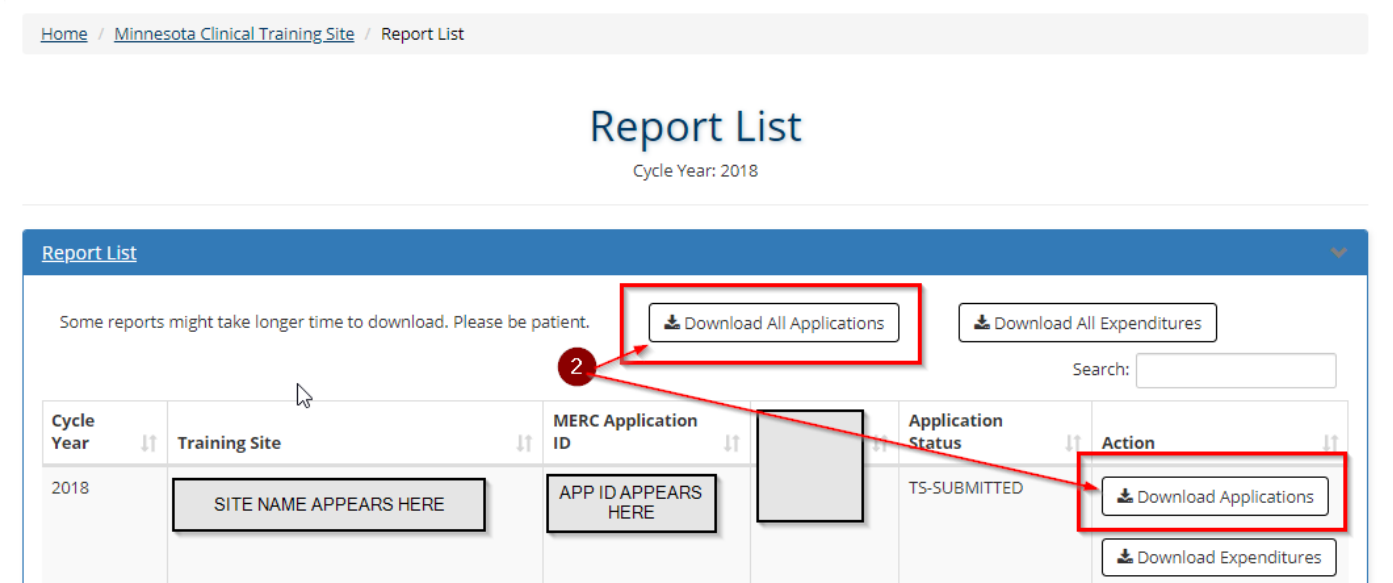 Home / Minnesota Clinical Training Site / Report List
Report List
Cycle Year: 2018
Report List
Some reports might take longer time to download. Please be patient.
Download All Applications
Download All Expenditures
2
Search:
Cycle Year
Training Site
MERC Application ID
Application Status
Action
2018
SITE NAME APPEARS HERE
APP ID APPEARS HERE
TS-SUBMITTED
Download Applications
Download Expenditures